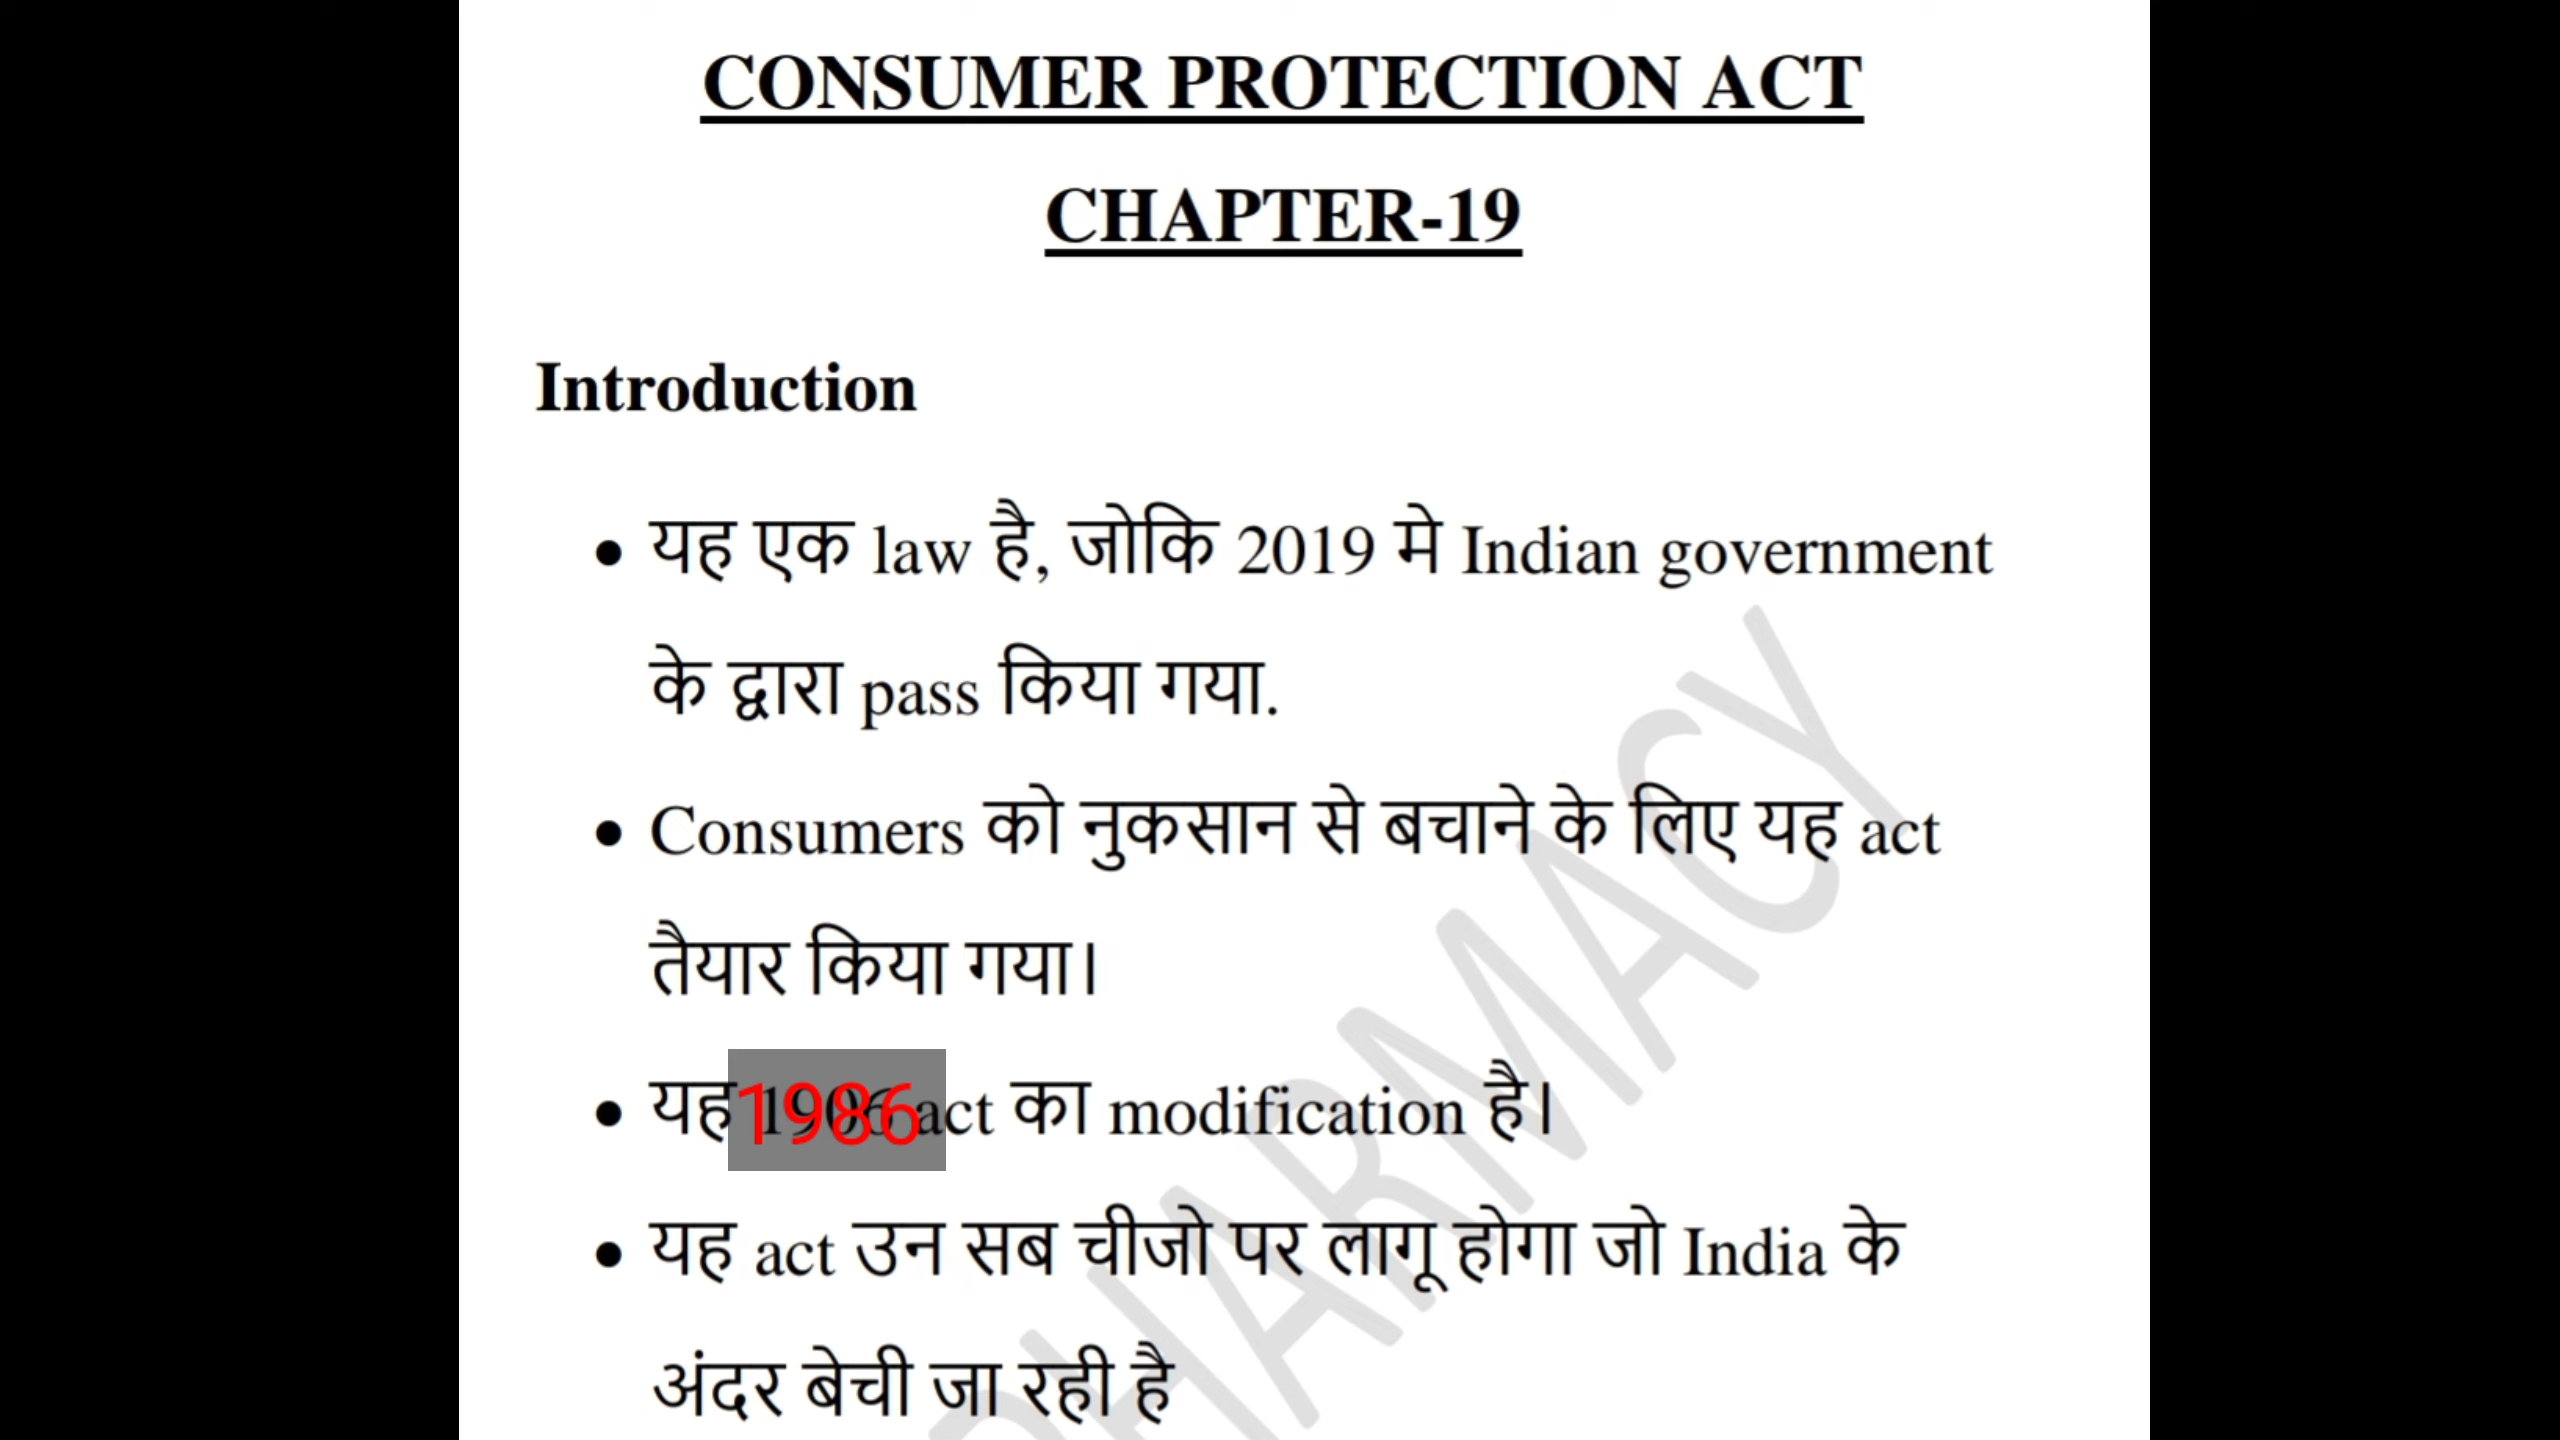 CONSUMER PROTECTION ACT
CHAPTER-19
Introduction
• यह एक law है, जोकि 2019 मे Indian government
के द्वारा pass किया गया.
• Consumers को नुकसान से बचाने के लिए यह act
तैयार किया गया।
• यह 1986 act का modification है।
• यह act उन सब चीजो पर लागू होगा जो India के
अंदर बेची जा रही है
PHARMACY